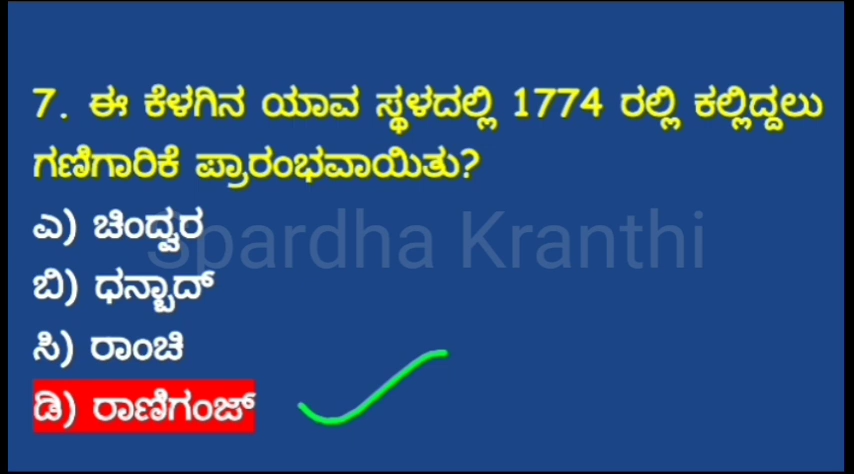 7. ಈ ಕೆಳಗಿನ ಯಾವ ಸ್ಥಳದಲ್ಲಿ 1774 ರಲ್ಲಿ ಕಲ್ಲಿದ್ದಲು
ಗಣಿಗಾರಿಕೆ ಪ್ರಾರಂಭವಾಯಿತು?
ಎ) ಚಿಂದ್ವರ
Spardha Kranthi
ಬಿ) ಧನ್ಬಾದ್
ಸಿ) ರಾಂಚಿ
ಡಿ) ರಾಣಿಗಂಜ್